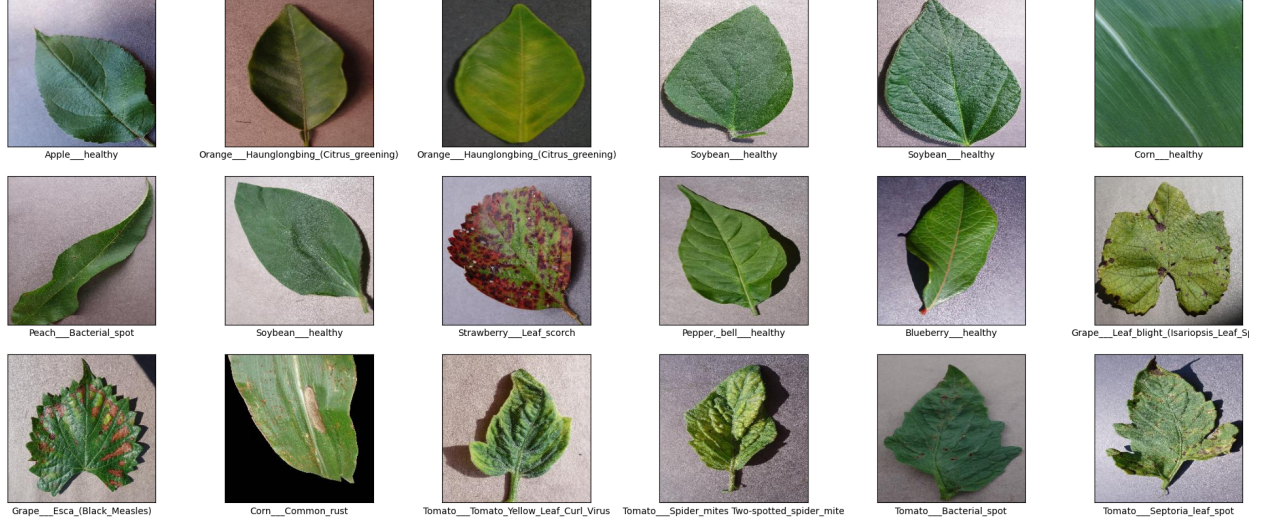 Apple___healthy
Orange___Haunglongbing_(Citrus_greening)
Orange___Haunglongbing_(Citrus_greening)
Soybean___healthy
Soybean___healthy
Corn___healthy
Peach___Bacterial_spot
Soybean___healthy
Strawberry___Leaf_scorch
Pepper,_bell___healthy
Blueberry___healthy
Grape___Leaf_blight_(Isariopsis_Leaf_Sp
Grape___Esca_(Black_Measles)
Corn___Common_rust
Tomato___Tomato_Yellow_Leaf_Curl_Virus
Tomato___Spider_mites Two-spotted_spider_mite
Tomato___Bacterial_spot
Tomato___Septoria_leaf_spot